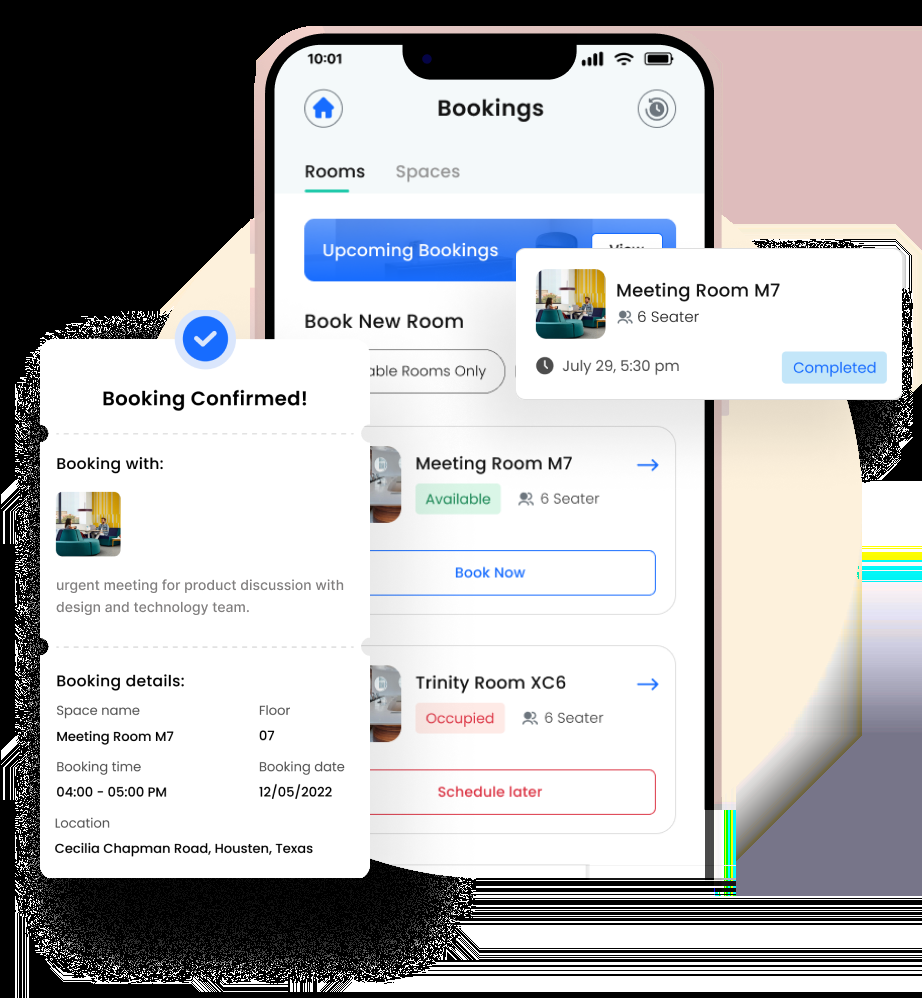 10:01
Bookings
Rooms Spaces
Upcoming Bookings
Meeting Room M7
6 Seater
July 29, 5:30 pm
Completed
Book New Room
Rooms Only
Meeting Room M7
Available 6 Seater
Book Now
Trinity Room XC6
Occupied 6 Seater
Schedule later
Booking Confirmed!
Booking with:
urgent meeting for product discussion with
design and technology team.
Booking details:
Space name Floor
Meeting Room M7 07
Booking time Booking date
04:00 - 05:00 PM 12/05/2022
Location
Cecilia Chapman Road, Housten, Texas